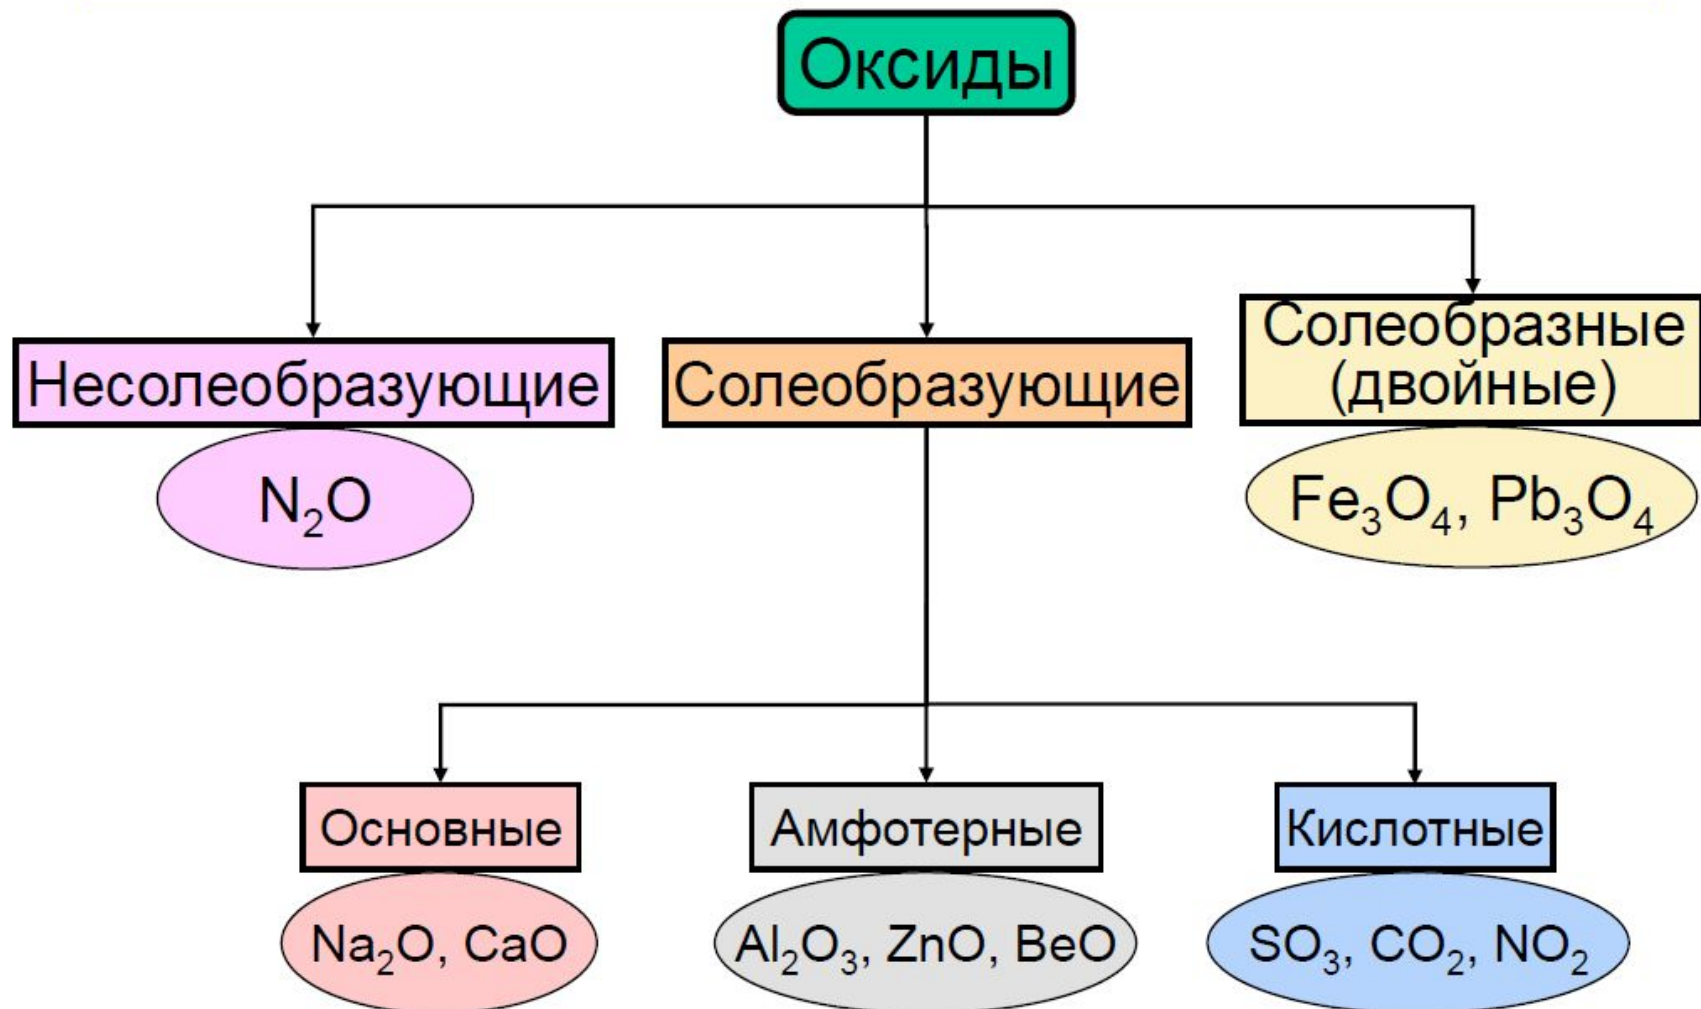 Оксиды
Несолеобразующие
Солеобразующие
Солеобразные
(двойные)
N₂O
Fe₃O₄, Pb₃O₄
Основные
Амфотерные
Кислотные
Na₂O, CaO
Al₂O₃, ZnO, BeO
SO₃, CO₂, NO₂